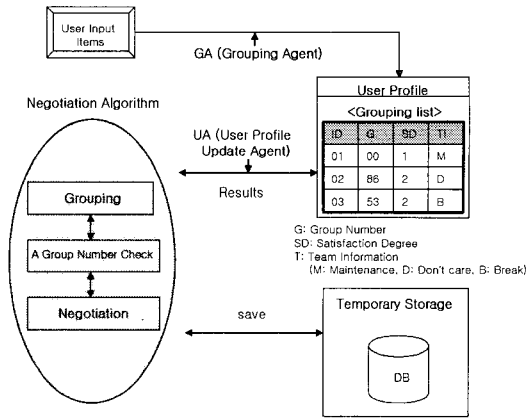 User Input
Items
GA (Grouping Agent)
User Profile
<Grouping list>
ID G SD TI
01 00 1 M
02 86 2 D
03 53 2 B
Negotiation Algorithm
UA (User Profile
Update Agent)
Results
Grouping
A Group Number Check
Negotiation
G: Group Number
SD: Satisfaction Degree
T: Team Information
(M: Maintenance, D: Don't care, B: Break)
save
Temporary Storage
DB